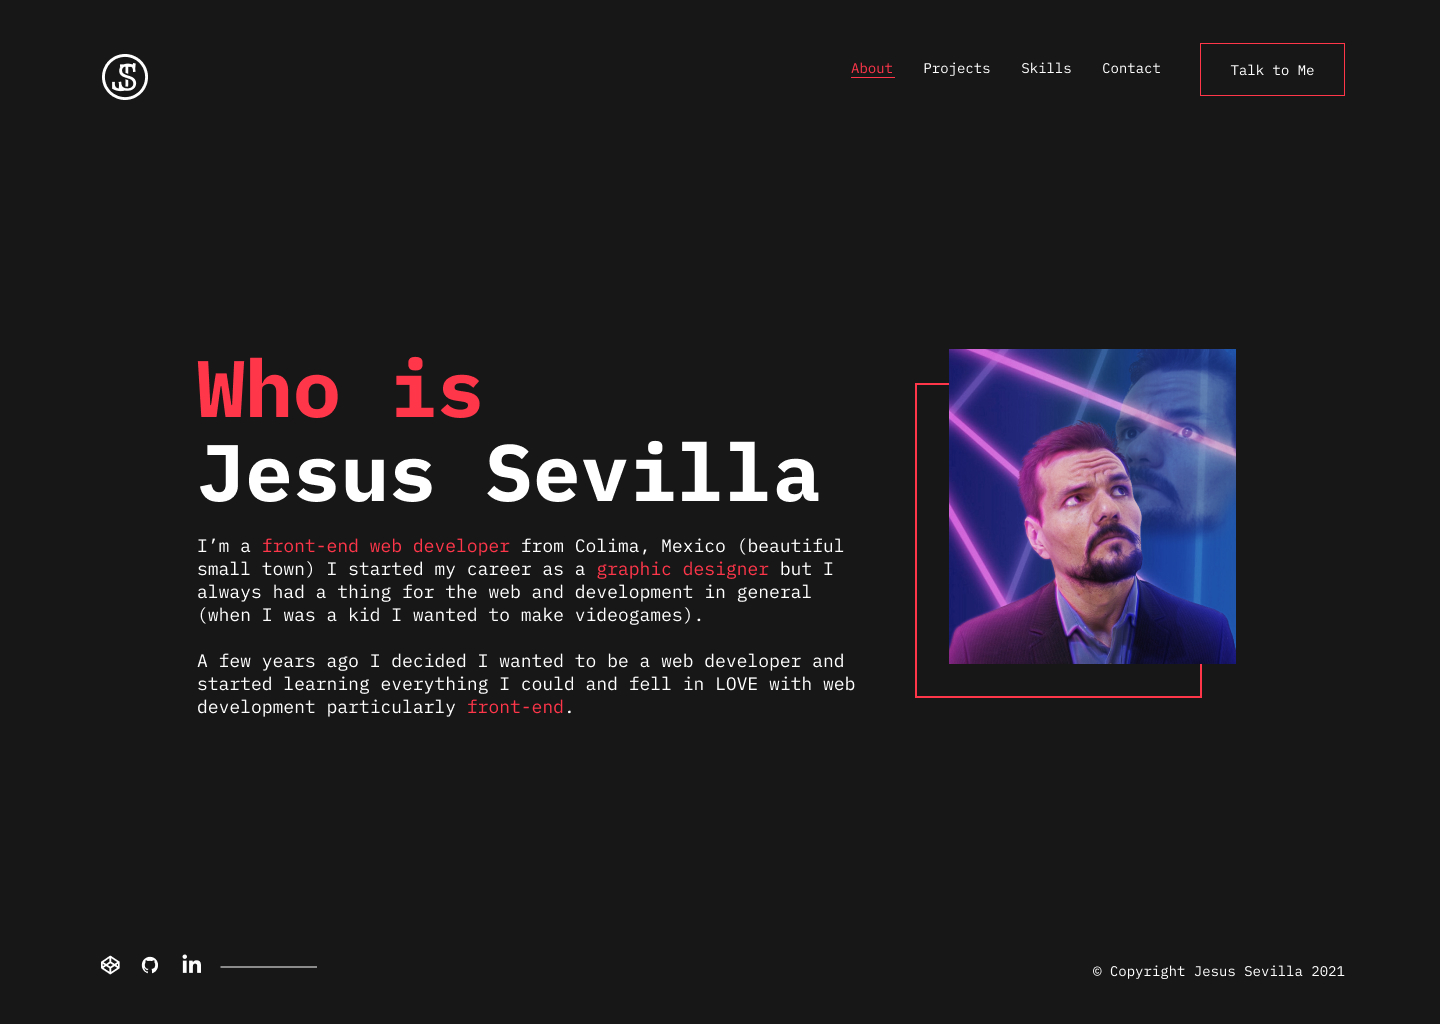 JS
About Projects Skills Contact Talk to Me
Who is
Jesus Sevilla
I’m a front-end web developer from Colima, Mexico (beautiful
small town) I started my career as a graphic designer but I
always had a thing for the web and development in general
(when I was a kid I wanted to make videogames).
A few years ago I decided I wanted to be a web developer and
started learning everything I could and fell in LOVE with web
development particularly front-end.
in
© Copyright Jesus Sevilla 2021